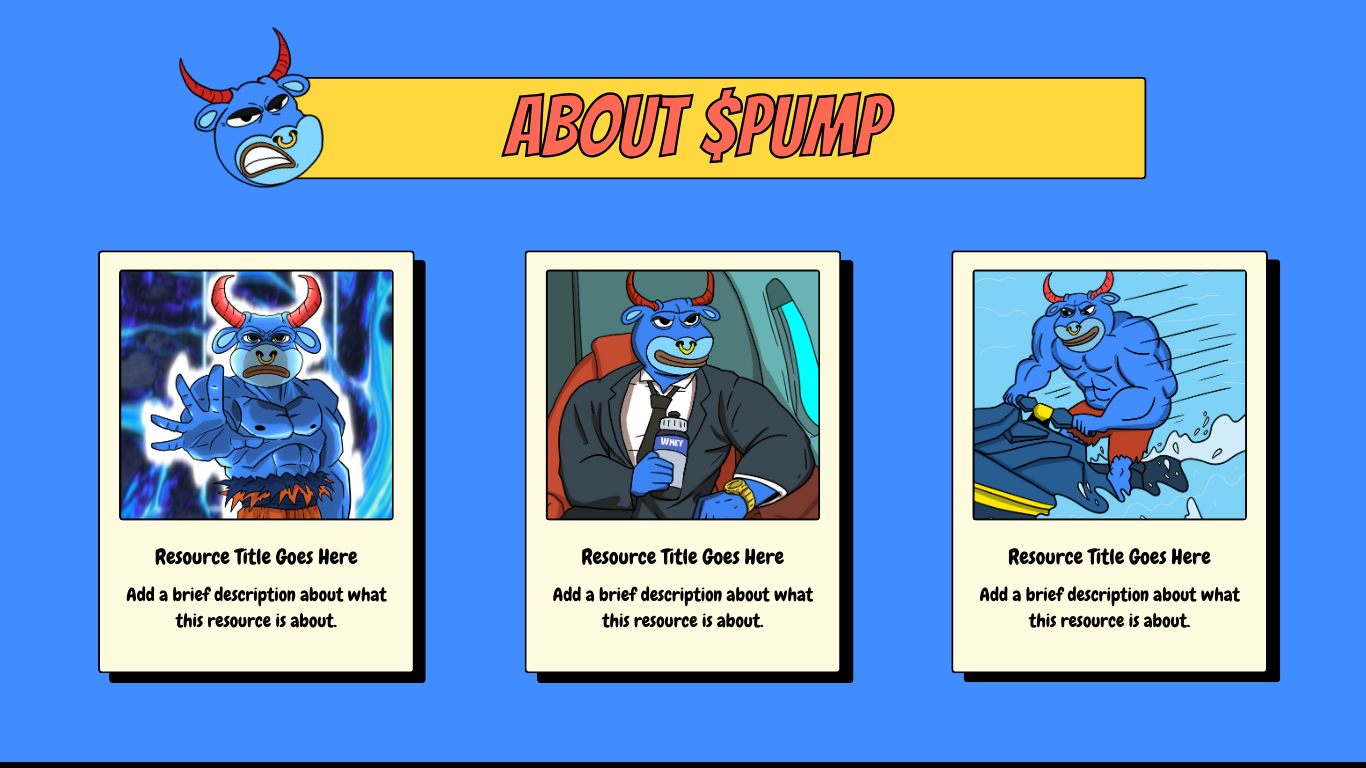 ABOUT $PUMP
WHEY
Resource Title Goes Here
Add a brief description about what
this resource is about.
Resource Title Goes Here
Add a brief description about what
this resource is about.
Resource Title Goes Here
Add a brief description about what
this resource is about.